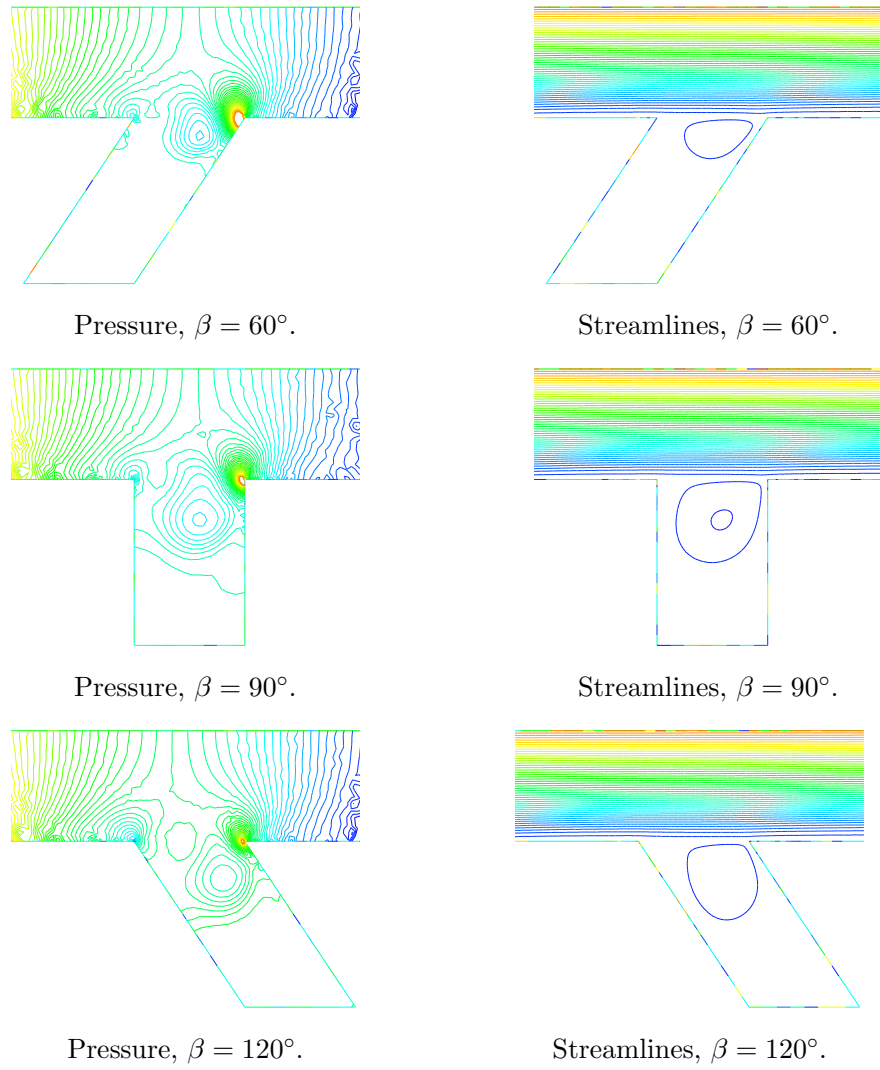 Pressure, β = 60°.
Streamlines, β = 60°.
Pressure, β = 90°.
Streamlines, β = 90°.
Pressure, β = 120°.
Streamlines, β = 120°.